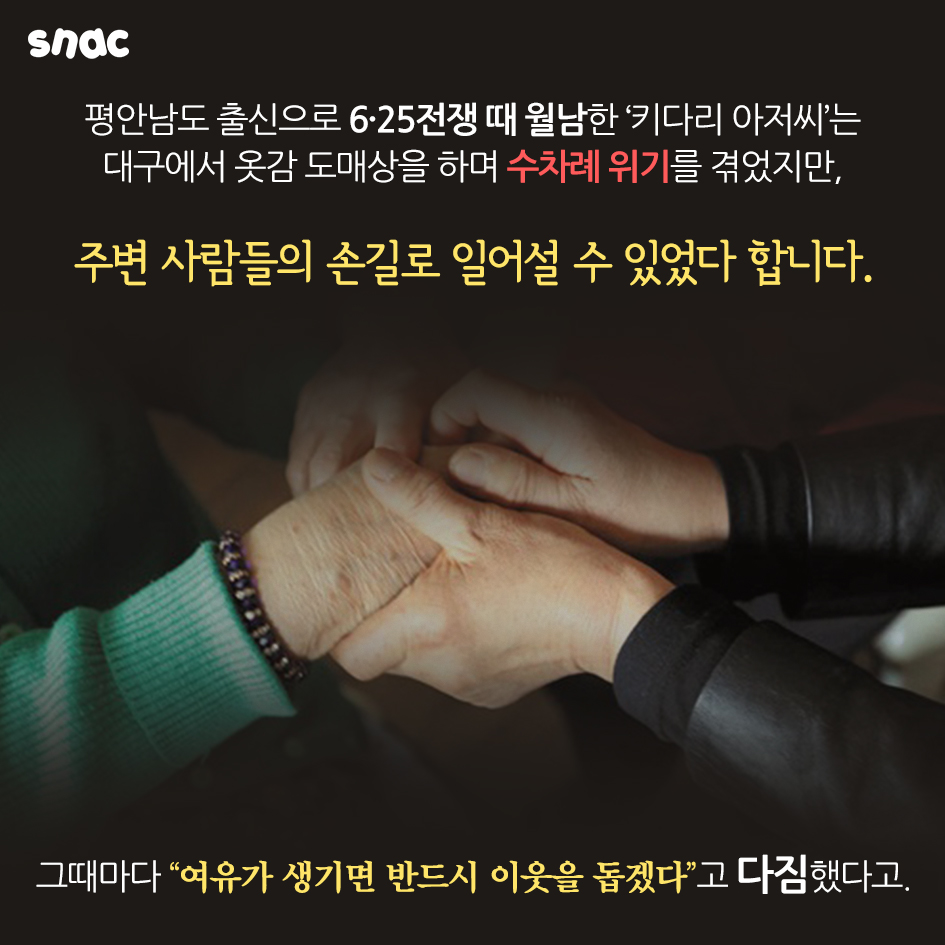 snac
평안남도 출신으로 6·25전쟁 때 월남한 ‘키다리 아저씨’는
대구에서 옷감 도매상을 하며 수차례 위기를 겪었지만,
주변 사람들의 손길로 일어설 수 있었다 합니다.
그때마다 “여유가 생기면 반드시 이웃을 돕겠다”고 다짐했다고.